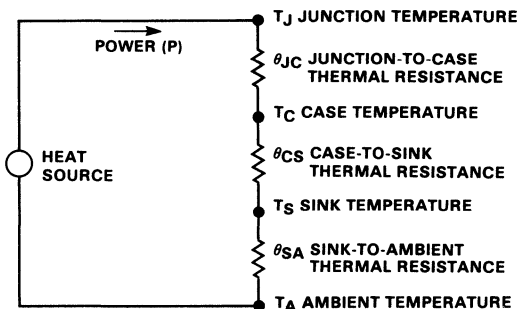 TJ JUNCTION TEMPERATURE
POWER (P)
θJC JUNCTION-TO-CASE
THERMAL RESISTANCE
TC CASE TEMPERATURE
HEAT
SOURCE
θCS CASE-TO-SINK
THERMAL RESISTANCE
TS SINK TEMPERATURE
θSA SINK-TO-AMBIENT
THERMAL RESISTANCE
TA AMBIENT TEMPERATURE